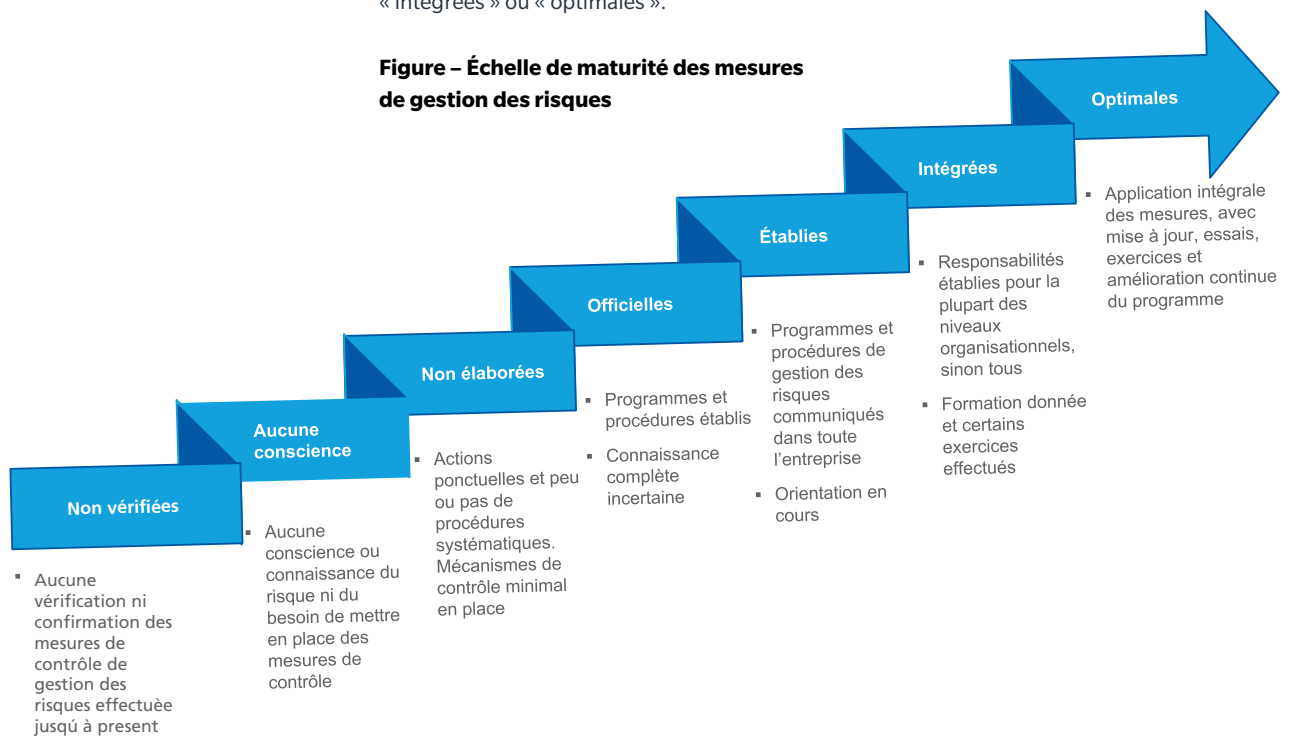 « intégrées » ou « optimales ».
Figure – Échelle de maturité des mesures
de gestion des risques
Non vérifiées
▪ Aucune
vérification ni
confirmation des
mesures de
contrôle de
gestion des
risques effectuèe
jusqú à present
Aucune
conscience
▪ Aucune
conscience ou
connaissance du
risque ni du
besoin de mettre
en place des
mesures de
contrôle
Non élaborées
▪ Actions
ponctuelles et peu
ou pas de
procédures
systématiques.
Mécanismes de
contrôle minimal
en place
Officielles
▪ Programmes et
procédures établis
▪ Connaissance
complète
incertaine
Établies
▪ Programmes et
procédures de
gestion des
risques
communiqués
dans toute
l’entreprise
▪ Orientation en
cours
Intégrées
▪ Responsabilités
établies pour la
plupart des
niveaux
organisationnels,
sinon tous
▪ Formation donnée
et certains
exercices
effectués
Optimales
▪ Application intégrale
des mesures, avec
mise à jour, essais,
exercices et
amélioration continue
du programme